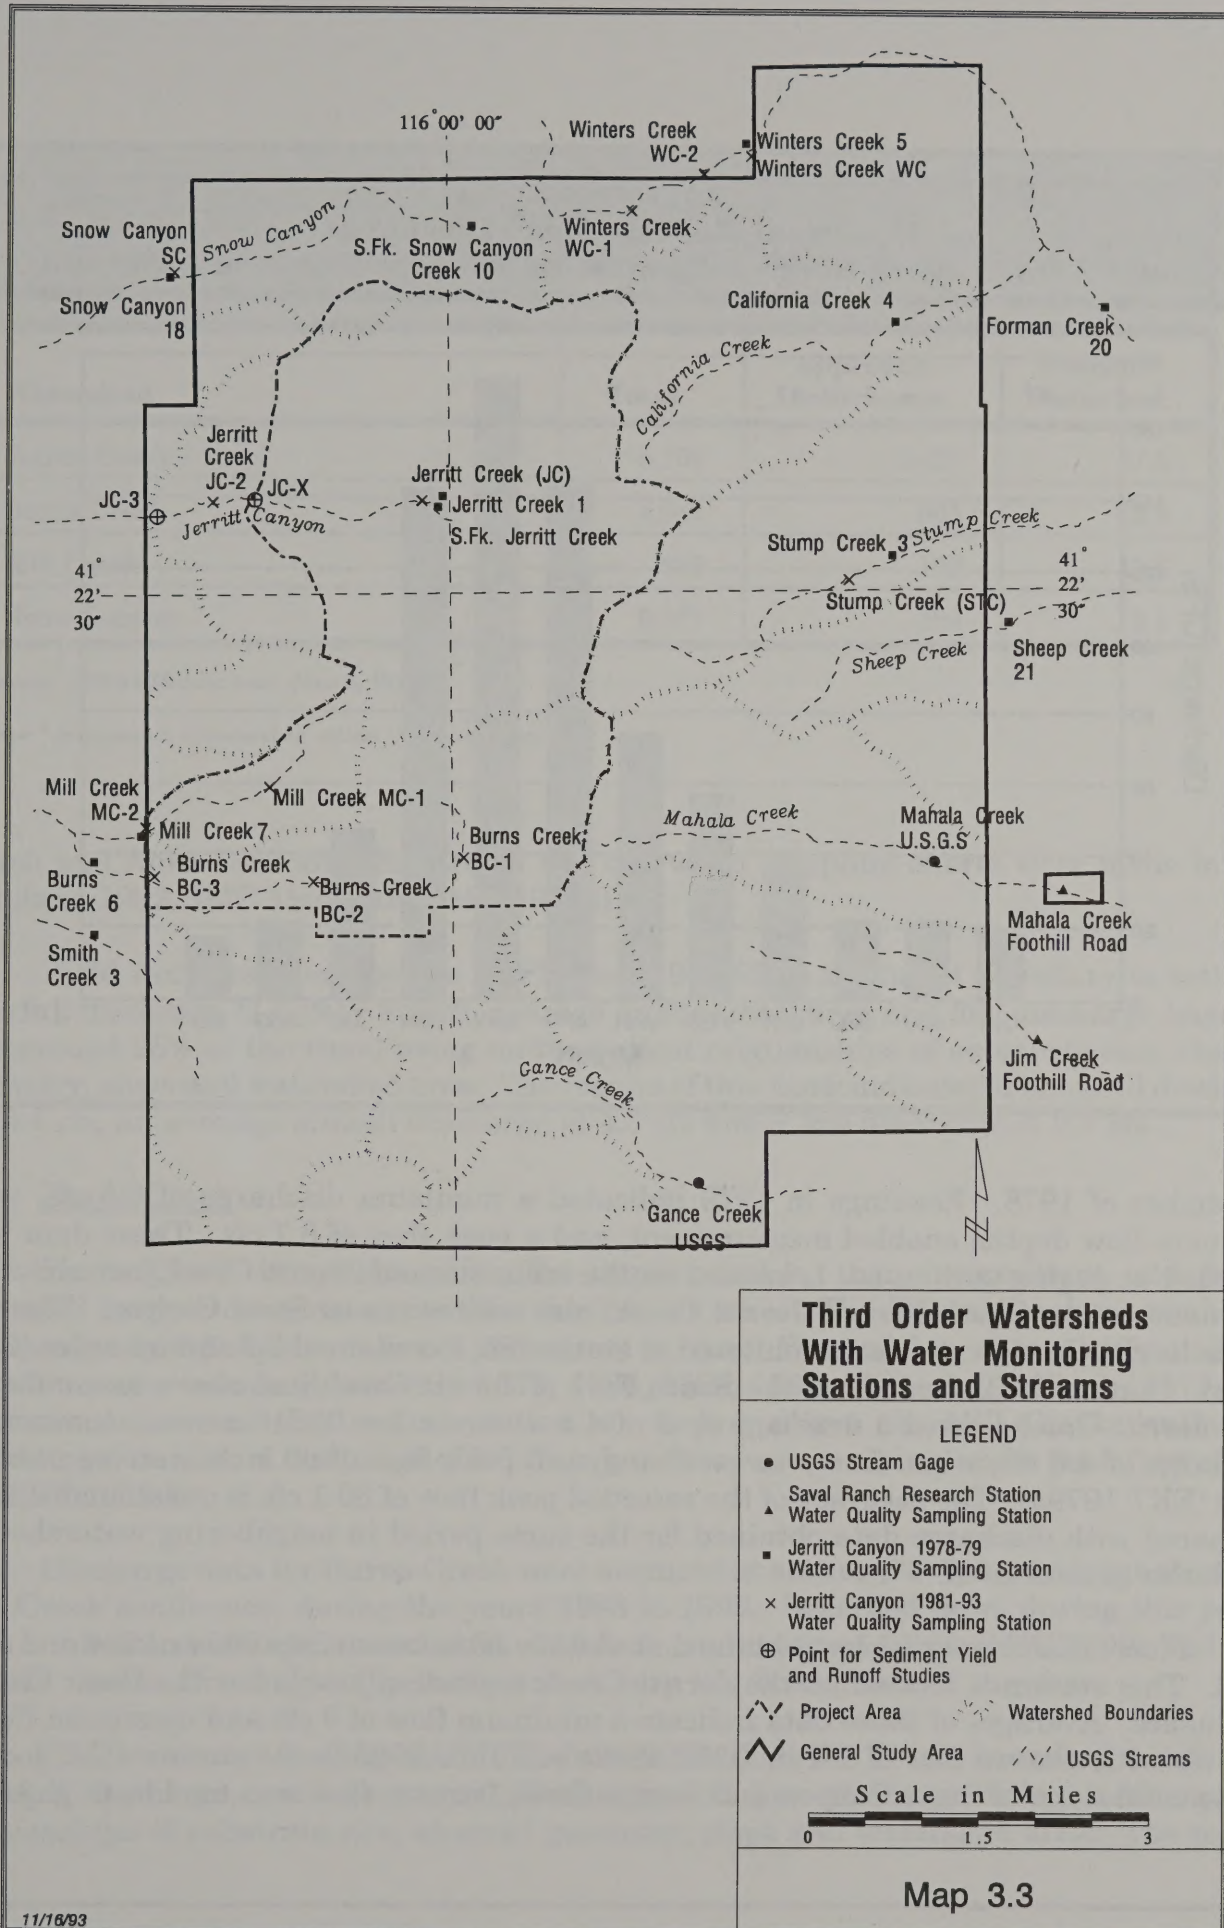 116°00' 00"
Winters Creek
WC-2
Winters Creek 5
Winters Creek WC
Snow Canyon
SC
Snow Canyon
S.Fk. Snow Canyon
Creek 10
Winters Creek
WC-1
Snow Canyon
18
California Creek 4
Forman Creek
20
California Creek
Jerritt
Creek
JC-2
JC-X
JC-3
Jerritt Canyon
Jerritt Creek (JC)
Jerritt Creek 1
S.Fk. Jerritt Creek
Stump Creek 3
Stump Creek
41°
22'
30"
41°
22'
30"
Stump Creek (STC)
Sheep Creek
Sheep Creek
21
Mill Creek
MC-2
Mill Creek MC-1
Mill Creek 7
Mahala Creek
Mahala Creek
U.S.G.S
Burns Creek
BC-1
Burns Creek
BC-3
Burns Creek
BC-2
Burns
Creek 6
Mahala Creek
Foothill Road
Smith
Creek 3
Jim Creek
Foothill Road
Gance Creek
Gance Creek
USGS
N
Third Order Watersheds
With Water Monitoring
Stations and Streams
LEGEND
USGS Stream Gage
Saval Ranch Research Station
Water Quality Sampling Station
Jerritt Canyon 1978-79
Water Quality Sampling Station
Jerritt Canyon 1981-93
Water Quality Sampling Station
Point for Sediment Yield
and Runoff Studies
Project Area
Watershed Boundaries
General Study Area
USGS Streams
Scale in Miles
0 1.5 3
Map 3.3
11/16/93